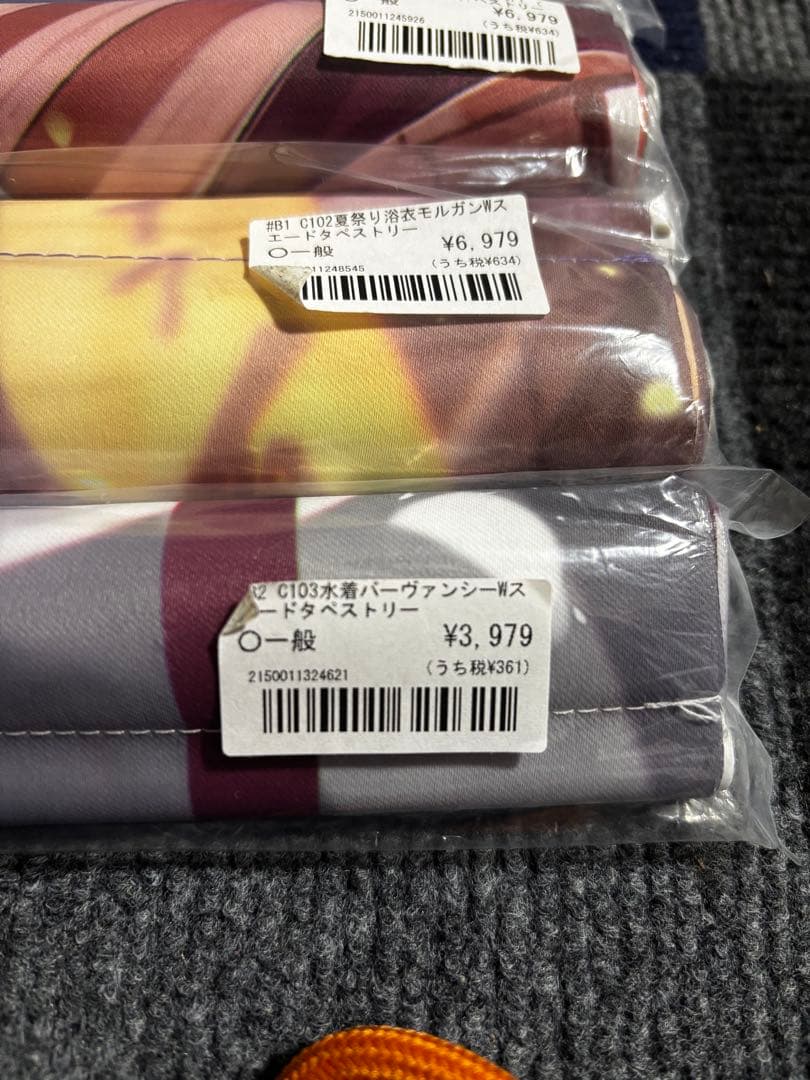 ¥6,979
2150011245926
(うち税¥634)
#B1 C102夏祭り浴衣モルガンWス
エードタペストリー
○一般
¥6,979
11248545
(うち税¥634)
2 C103水着バーヴァンシーWス
ードタペストリー
○一般
¥3,979
2150011324621
(うち税¥361)